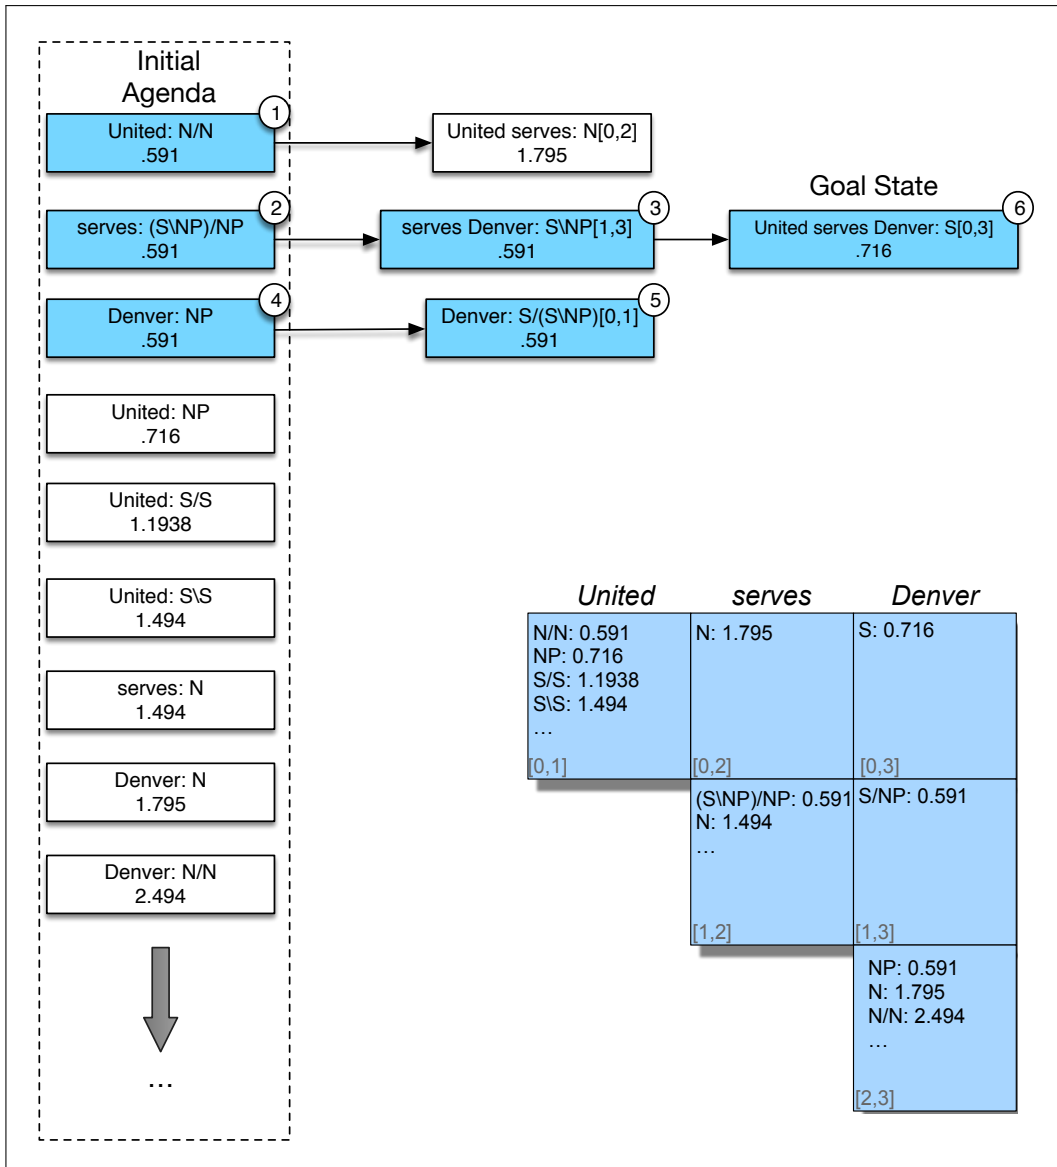 Initial
Agenda
1
United: N/N
.591
United serves: N[0,2]
1.795
Goal State
2
serves: (S\NP)/NP
.591
3
serves Denver: S\NP[1,3]
.591
6
United serves Denver: S[0,3]
.716
4
Denver: NP
.591
5
Denver: S/(S\NP)[0,1]
.591
United: NP
.716
United: S/S
1.1938
United: S\S
1.494
serves: N
1.494
Denver: N
1.795
Denver: N/N
2.494
...
United serves Denver
N/N: 0.591
NP: 0.716
S/S: 1.1938
S\S: 1.494
...
[0,1]
N: 1.795
[0,2]
S: 0.716
[0,3]
(S\NP)/NP: 0.591
N: 1.494
...
[1,2]
S/NP: 0.591
[1,3]
NP: 0.591
N: 1.795
N/N: 2.494
...
[2,3]